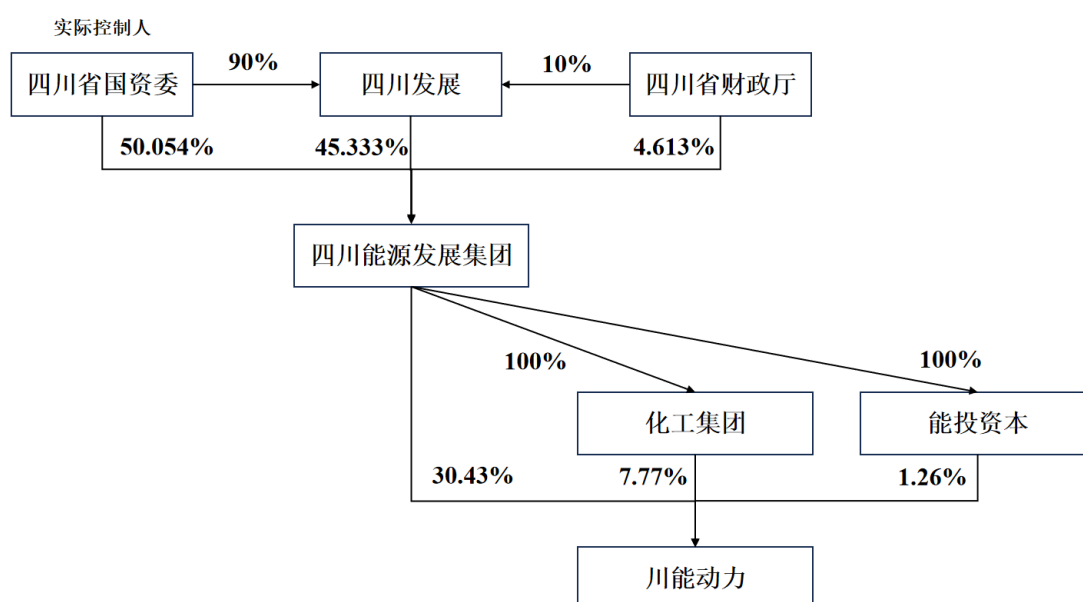 实际控制人
四川省国资委
90%
四川发展
10%
四川省财政厅
50.054%
45.333%
4.613%
四川能源发展集团
100%
100%
化工集团
能投资本
30.43%
7.77%
1.26%
川能动力